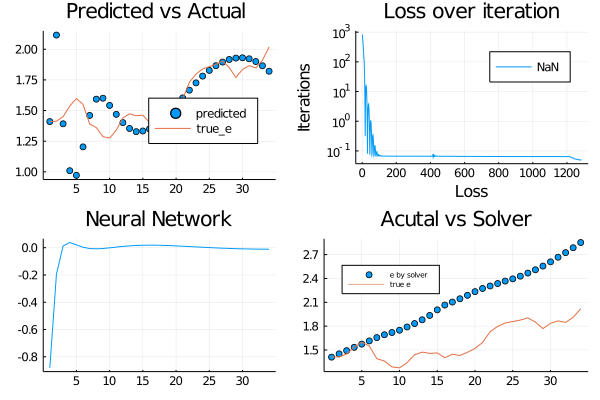 Predicted vs Actual
2.00
1.75
1.50
1.25
1.00
predicted
true_e
5 10 15 20 25 30
Loss over iteration
Iterations
10³
10²
10¹
10⁰
10⁻¹
NaN
0 200 400 600 800 1000 1200
Loss
Neural Network
0.0
-0.2
-0.4
-0.6
-0.8
5 10 15 20 25 30
Acutal vs Solver
2.7
2.4
2.1
1.8
1.5
e by solver
true e
5 10 15 20 25 30